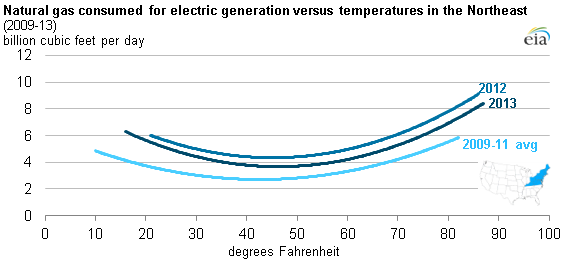 Natural gas consumed for electric generation versus temperatures in the Northeast
(2009-13)
billion cubic feet per day
eia
12
10
8
6
4
2
0
2012
2013
2009-11 avg
0 10 20 30 40 50 60 70 80 90 100
degrees Fahrenheit